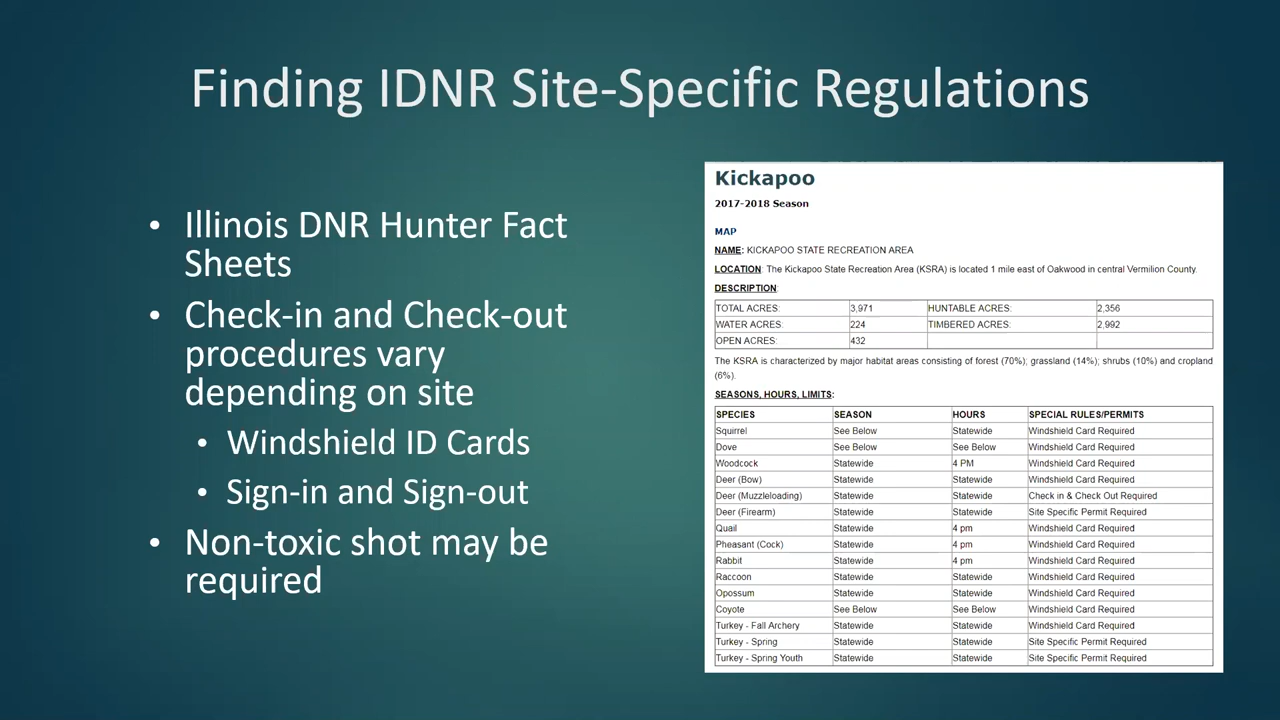 Finding IDNR Site-Specific Regulations
• Illinois DNR Hunter Fact
Sheets
• Check-in and Check-out
procedures vary
depending on site
• Windshield ID Cards
• Sign-in and Sign-out
• Non-toxic shot may be
required
Kickapoo
2017-2018 Season
MAP
NAME: KICKAPOO STATE RECREATION AREA
LOCATION: The Kickapoo State Recreation Area (KSRA) is located 1 mile east of Oakwood in central Vermilion County.
DESCRIPTION:
TOTAL ACRES: 3,971 HUNTABLE ACRES: 2,356
WATER ACRES: 224 TIMBERED ACRES: 2,992
OPEN ACRES: 432
The KSRA is characterized by major habitat areas consisting of forest (70%); grassland (14%); shrubs (10%) and cropland
(6%).
SEASONS, HOURS, LIMITS:
SPECIES SEASON HOURS SPECIAL RULES/PERMITS
Squirrel See Below Statewide Windshield Card Required
Dove See Below See Below Windshield Card Required
Woodcock Statewide 4 PM Windshield Card Required
Deer (Bow) Statewide Statewide Windshield Card Required
Deer (Muzzleloading) Statewide Statewide Check in & Check Out Required
Deer (Firearm) Statewide Statewide Site Specific Permit Required
Quail Statewide 4 pm Windshield Card Required
Pheasant (Cock) Statewide 4 pm Windshield Card Required
Rabbit Statewide 4 pm Windshield Card Required
Raccoon Statewide Statewide Windshield Card Required
Opossum Statewide Statewide Windshield Card Required
Coyote See Below See Below Windshield Card Required
Turkey - Fall Archery Statewide Statewide Windshield Card Required
Turkey - Spring Statewide Statewide Site Specific Permit Required
Turkey - Spring Youth Statewide Statewide Site Specific Permit Required